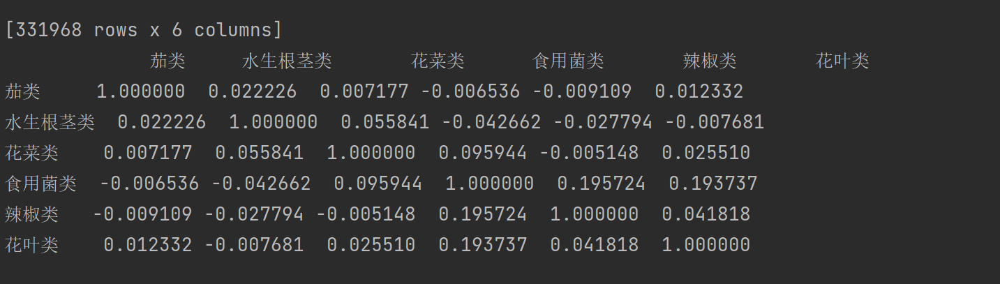 [331968 rows x 6 columns]
茄类 水生根茎类 花菜类 食用菌类 辣椒类 花叶类
茄类 1.000000 0.022226 0.007177 -0.006536 -0.009109 0.012332
水生根茎类 0.022226 1.000000 0.055841 -0.042662 -0.027794 -0.007681
花菜类 0.007177 0.055841 1.000000 0.095944 -0.005148 0.025510
食用菌类 -0.006536 -0.042662 0.095944 1.000000 0.195724 0.193737
辣椒类 -0.009109 -0.027794 -0.005148 0.195724 1.000000 0.041818
花叶类 0.012332 -0.007681 0.025510 0.193737 0.041818 1.000000